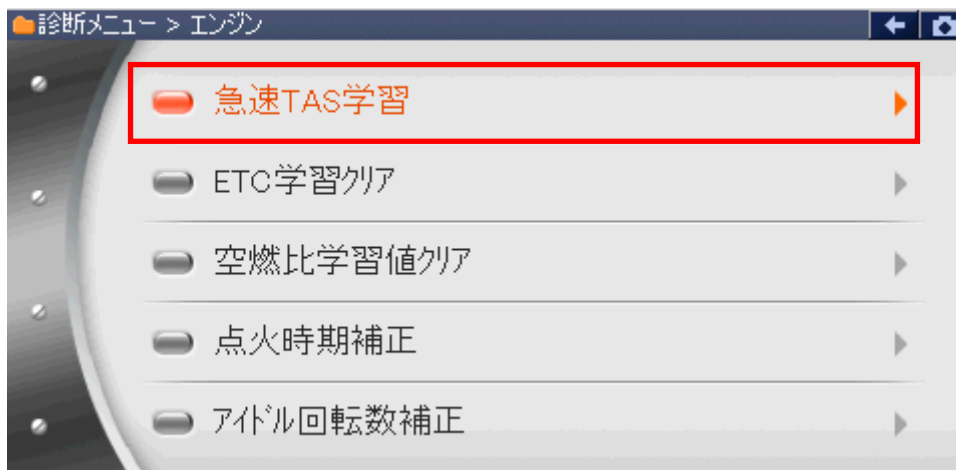 診断メニュー > エンジン
急速TAS学習
ETC学習クリア
空燃比学習値クリア
点火時期補正
アイドル回転数補正